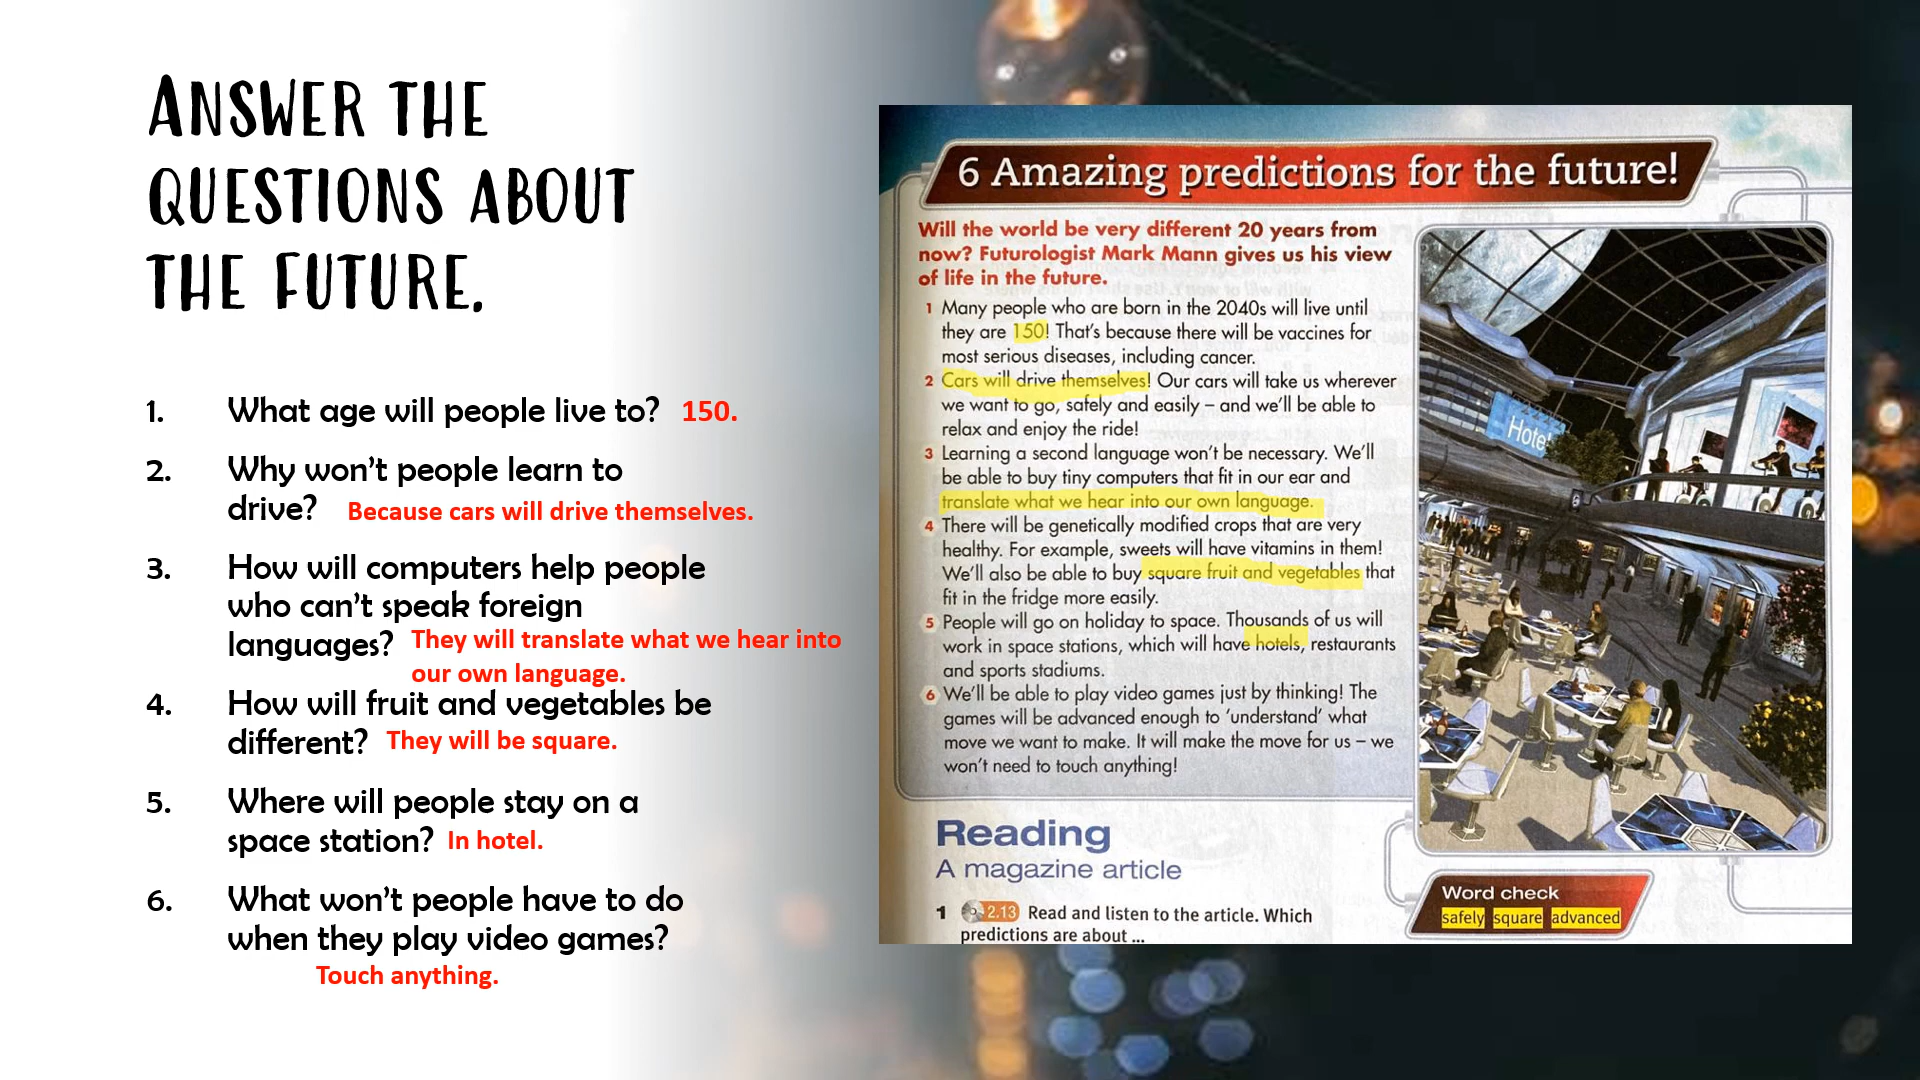 Answer the
questions about
the future.
1. What age will people live to? 150.
2. Why won't people learn to
drive? Because cars will drive themselves.
3. How will computers help people
who can't speak foreign
languages? They will translate what we hear into
our own language.
4. How will fruit and vegetables be
different? They will be square.
5. Where will people stay on a
space station? In hotel.
6. What won't people have to do
when they play video games?
Touch anything.
6 Amazing predictions for the future!
Will the world be very different 20 years from
now? Futurologist Mark Mann gives us his view
of life in the future.
1 Many people who are born in the 2040s will live until
they are 150! That's because there will be vaccines for
most serious diseases, including cancer.
2 Cars will drive themselves! Our cars will take us wherever
we want to go, safely and easily – and we'll be able to
relax and enjoy the ride!
3 Learning a second language won't be necessary. We'll
be able to buy tiny computers that fit in our ear and
translate what we hear into our own language.
4 There will be genetically modified crops that are very
healthy. For example, sweets will have vitamins in them!
We'll also be able to buy square fruit and vegetables that
fit in the fridge more easily.
5 People will go on holiday to space. Thousands of us will
work in space stations, which will have hotels, restaurants
and sports stadiums.
6 We'll be able to play video games just by thinking! The
games will be advanced enough to 'understand' what
move we want to make. It will make the move for us – we
won't need to touch anything!
Hotel
Reading
A magazine article
1 2.13 Read and listen to the article. Which
predictions are about ...
Word check
safely square advanced